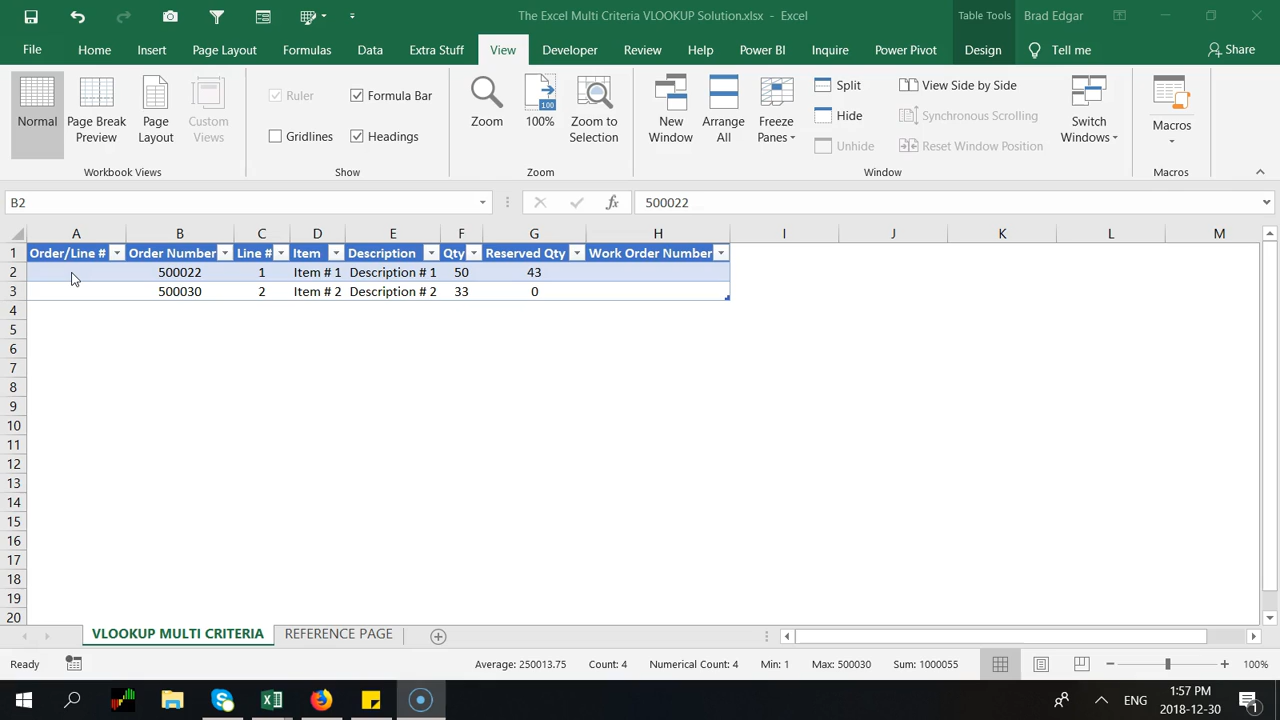 The Excel Multi Criteria VLOOKUP Solution.xlsx - Excel
Table Tools
Brad Edgar
File Home Insert Page Layout Formulas Data Extra Stuff View Developer Review Help Power BI Inquire Power Pivot Design Tell me Share
Normal
Page Break Preview
Page Layout
Custom Views
Workbook Views
Ruler
Formula Bar
Gridlines
Headings
Show
Zoom
100
100%
Zoom to Selection
Zoom
New Window
Arrange All
Freeze Panes
Split
Hide
Unhide
View Side by Side
Synchronous Scrolling
Reset Window Position
Switch Windows
Window
Macros
Macros
B2 fx 500022
A B C D E F G H I J K L M
1 Order/Line # Order Number Line # Item Description Qty Reserved Qty Work Order Number
2 500022 1 Item # 1 Description # 1 50 43
3 500030 2 Item # 2 Description # 2 33 0
4
5
6
7
8
9
10
11
12
13
14
15
16
17
18
19
20
VLOOKUP MULTI CRITERIA REFERENCE PAGE
Ready Average: 250013.75 Count: 4 Numerical Count: 4 Min: 1 Max: 500030 Sum: 1000055 100%
ENG 1:57 PM
2018-12-30 1